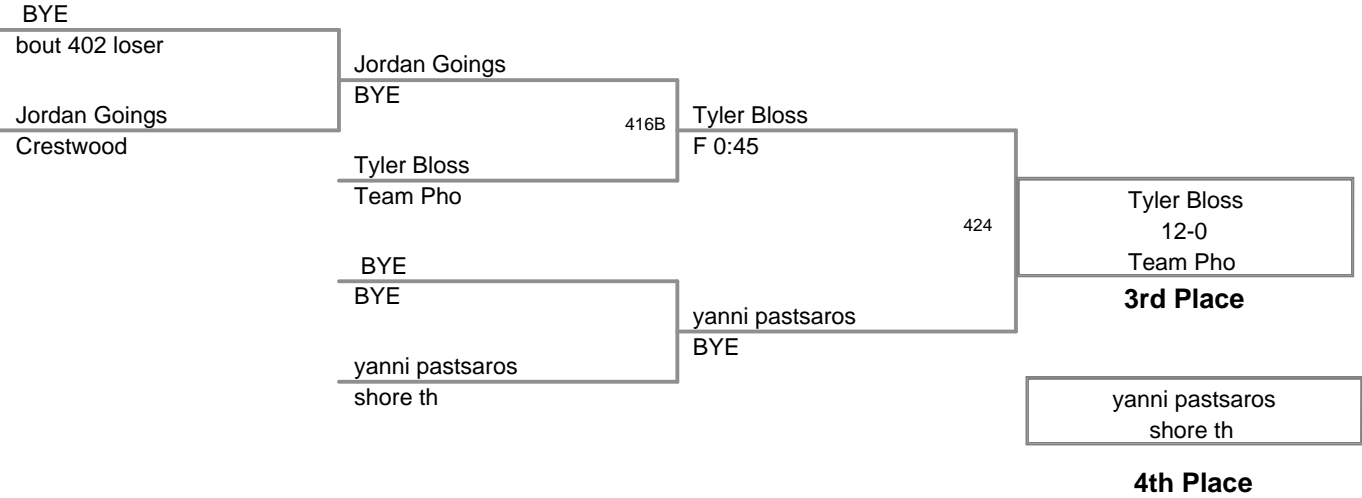 BYE
bout 402 loser
Jordan Goings
Crestwood
Jordan Goings
BYE
416B
Tyler Bloss
Team Pho
BYE
BYE
yanni pastsaros
shore th
Tyler Bloss
F 0:45
424
yanni pastsaros
BYE
Tyler Bloss
12-0
Team Pho
3rd Place
yanni pastsaros
shore th
4th Place